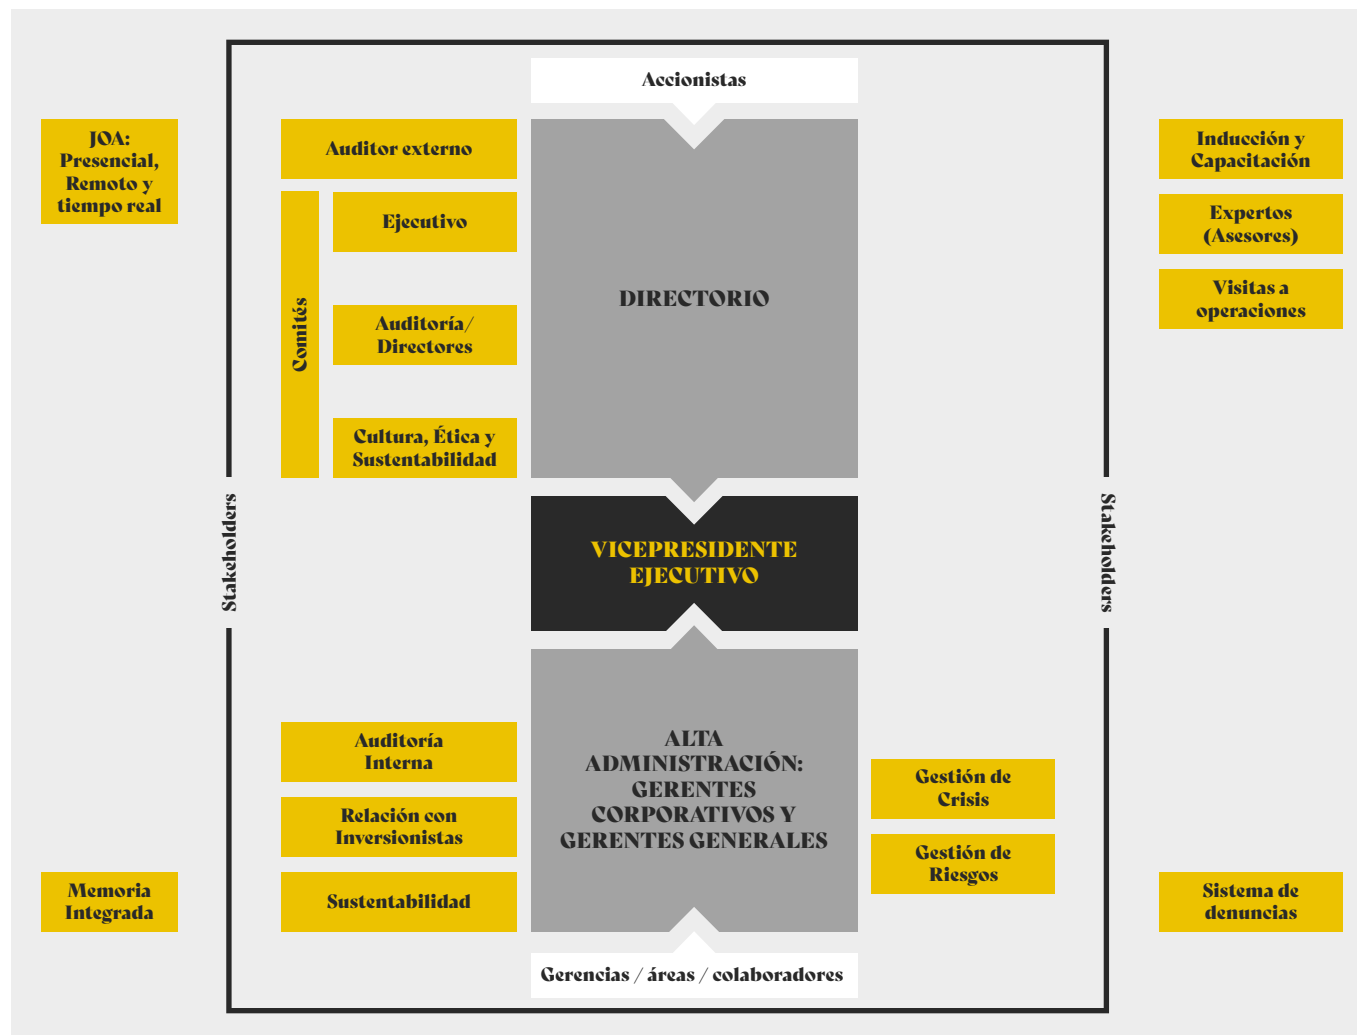 Accionistas
JOA:
Presencial,
Remoto y
tiempo real
Auditor externo
Comités
Ejecutivo
Auditoría/
Directores
Cultura, Ética y
Sustentabilidad
DIRECTORIO
Inducción y
Capacitación
Expertos
(Asesores)
Visitas a
operaciones
Stakeholders
VICEPRESIDENTE
EJECUTIVO
Stakeholders
Auditoría
Interna
Relación con
Inversionistas
Sustentabilidad
ALTA
ADMINISTRACIÓN:
GERENTES
CORPORATIVOS Y
GERENTES GENERALES
Gestión de
Crisis
Gestión de
Riesgos
Memoria
Integrada
Sistema de
denuncias
Gerencias / áreas / colaboradores